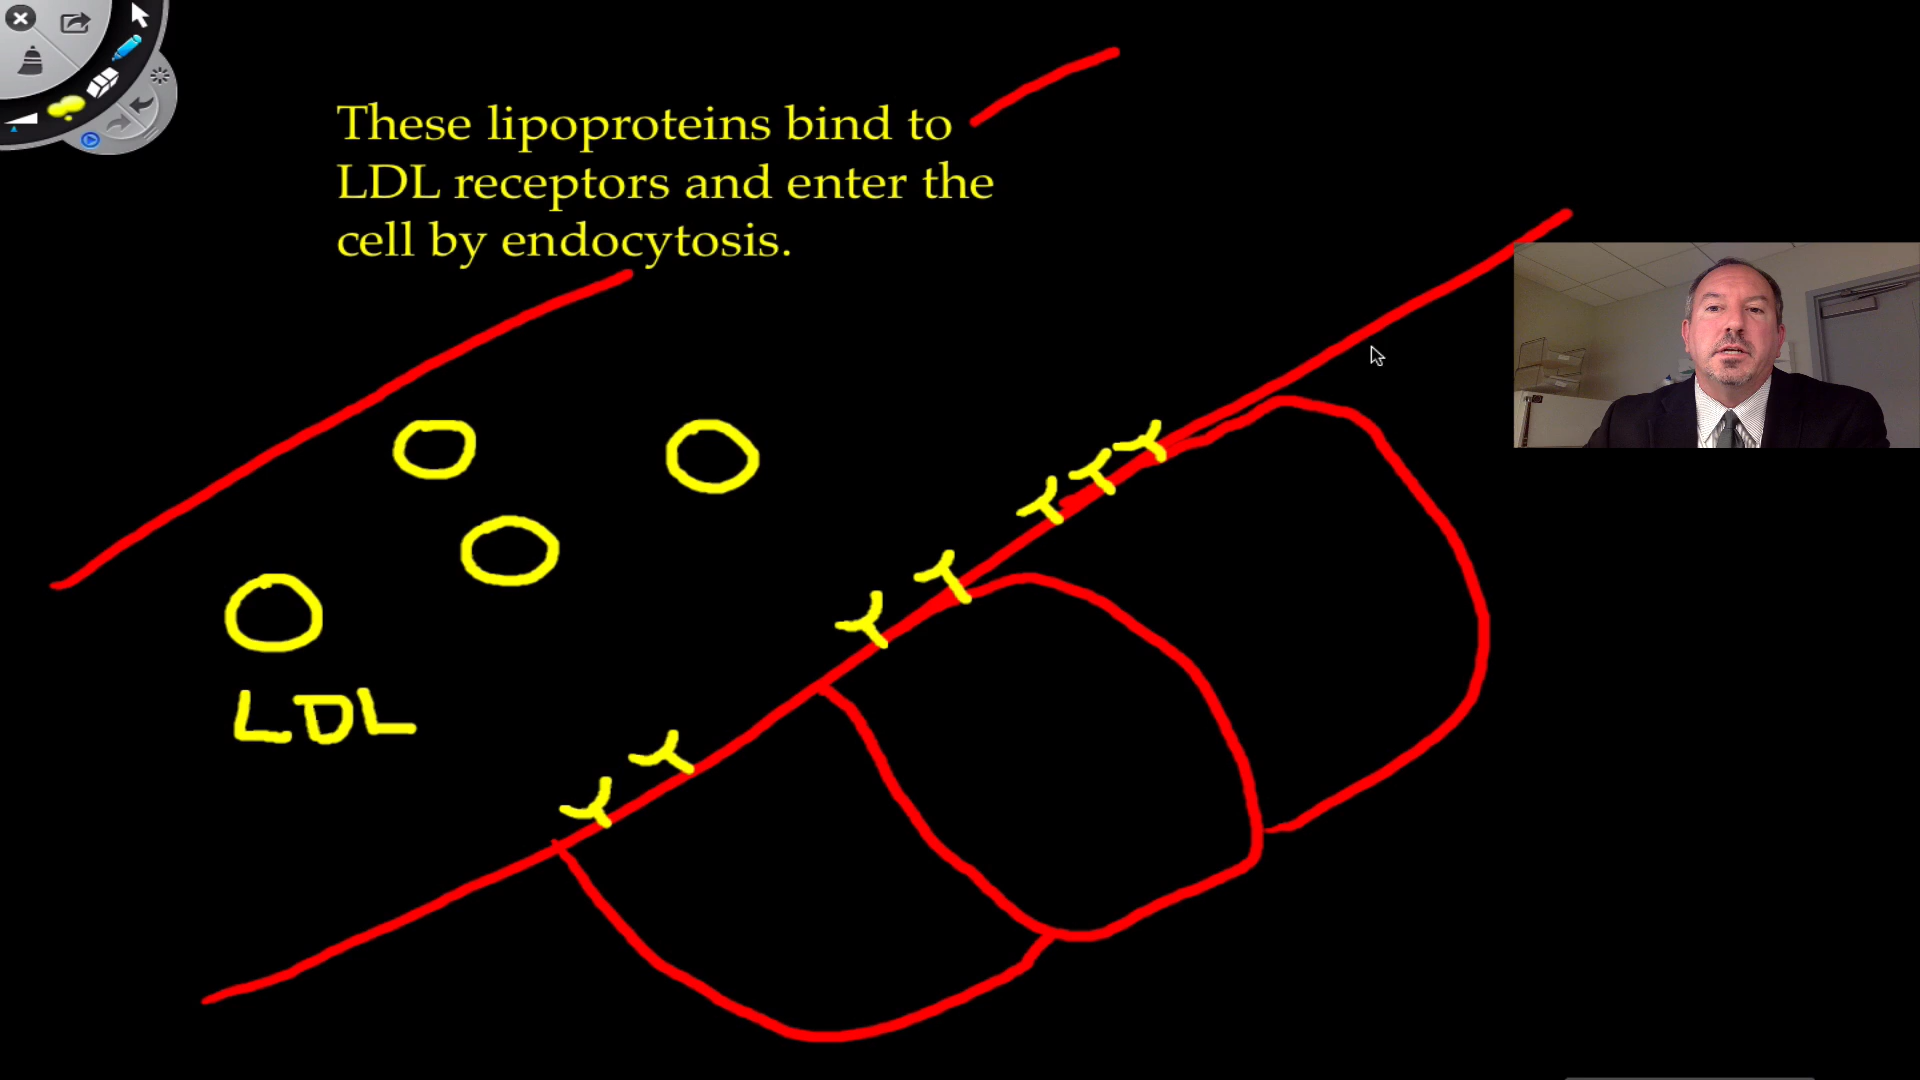 These lipoproteins bind to
LDL receptors and enter the
cell by endocytosis.
LDL